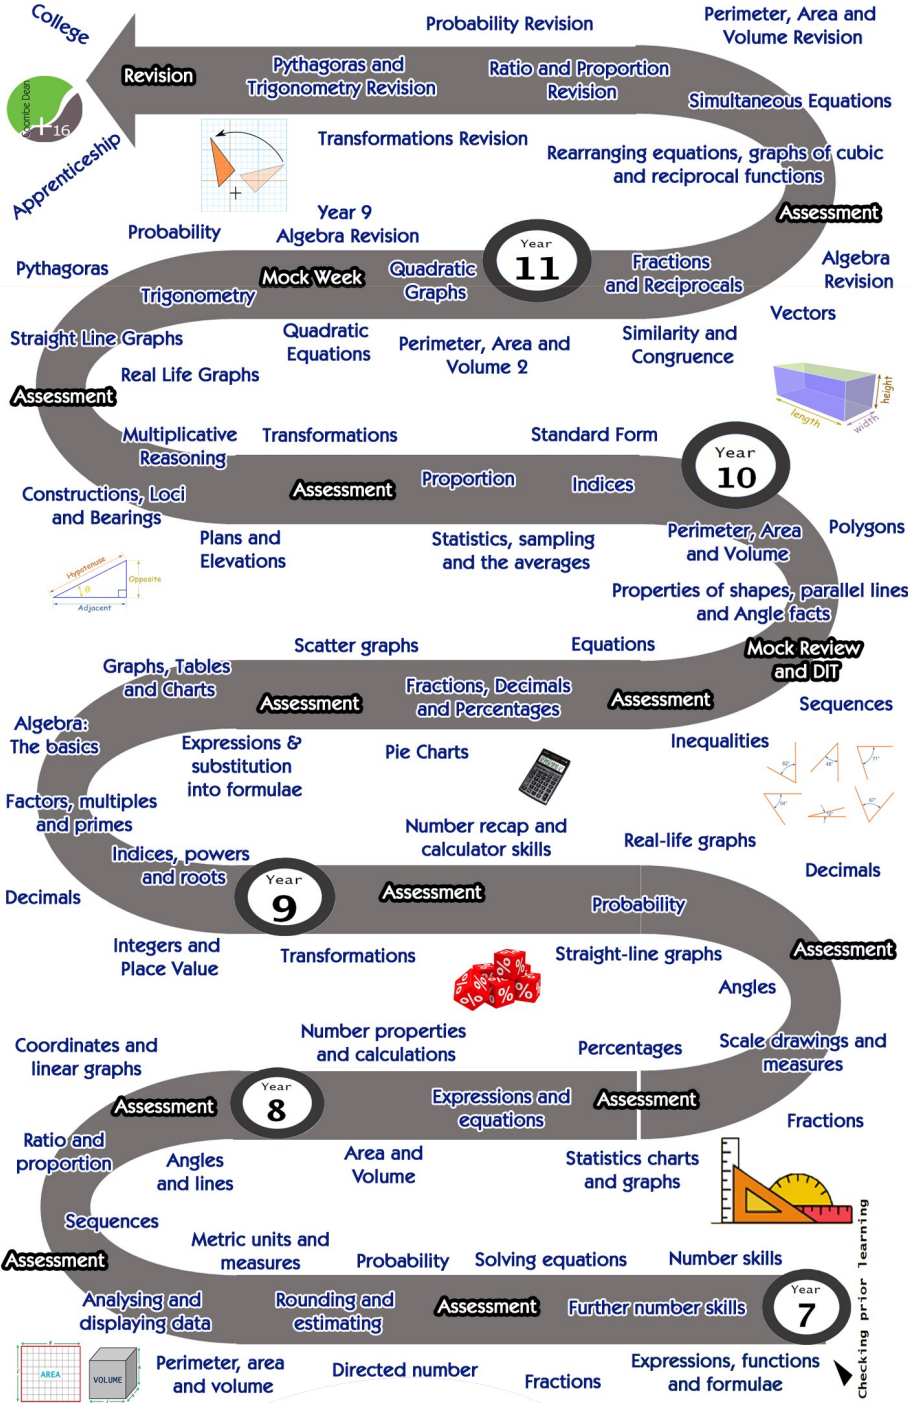 College
Probability Revision
Perimeter, Area and
Volume Revision
Revision
Pythagoras and
Trigonometry Revision
Ratio and Proportion
Revision
Simultaneous Equations
Coombe Dean
+16
Apprenticeship
Transformations Revision
Rearranging equations, graphs of cubic
and reciprocal functions
Assessment
Probability
Year 9
Algebra Revision
Year
11
Pythagoras
Trigonometry
Mock Week
Quadratic
Graphs
Fractions
and Reciprocals
Algebra
Revision
Vectors
Straight Line Graphs
Quadratic
Equations
Perimeter, Area and
Volume 2
Similarity and
Congruence
Real Life Graphs
Assessment
length
width
height
Multiplicative
Reasoning
Transformations
Standard Form
Year
10
Constructions, Loci
and Bearings
Assessment
Proportion
Indices
Plans and
Elevations
Statistics, sampling
and the averages
Perimeter, Area
and Volume
Polygons
Hypotenuse
Opposite
θ
Adjacent
Properties of shapes, parallel lines
and Angle facts
Scatter graphs
Equations
Mock Review
and DIT
Graphs, Tables
and Charts
Assessment
Fractions, Decimals
and Percentages
Assessment
Sequences
Algebra:
The basics
Expressions &
substitution
into formulae
Pie Charts
Inequalities
Factors, multiples
and primes
Number recap and
calculator skills
Real-life graphs
Indices, powers
and roots
Decimals
Year
9
Assessment
Probability
Decimals
Integers and
Place Value
Transformations
Straight-line graphs
Assessment
% % % % % %
Angles
Number properties
and calculations
Percentages
Scale drawings and
measures
Coordinates and
linear graphs
Assessment
Year
8
Expressions and
equations
Assessment
Fractions
Ratio and
proportion
Angles
and lines
Area and
Volume
Statistics charts
and graphs
Sequences
Metric units and
measures
Probability
Solving equations
Number skills
Assessment
Analysing and
displaying data
Rounding and
estimating
Assessment
Further number skills
Year
7
Checking prior learning
AREA
VOLUME
Perimeter, area
and volume
Directed number
Fractions
Expressions, functions
and formulae